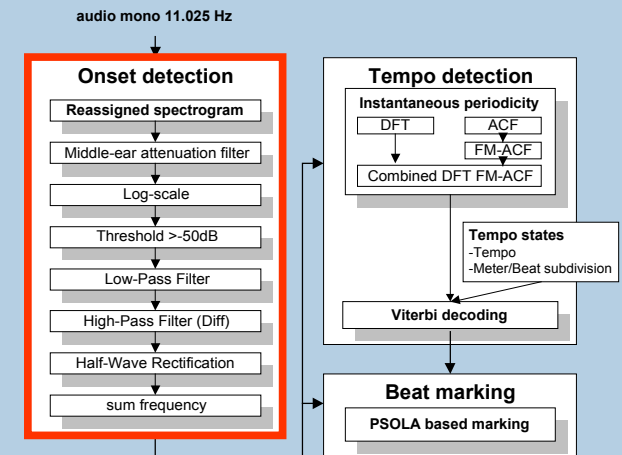 audio mono 11.025 Hz
Onset detection
Reassigned spectrogram
Middle-ear attenuation filter
Log-scale
Threshold >-50dB
Low-Pass Filter
High-Pass Filter (Diff)
Half-Wave Rectification
sum frequency
Tempo detection
Instantaneous periodicity
DFT
ACF
FM-ACF
Combined DFT FM-ACF
Tempo states
-Tempo
-Meter/Beat subdivision
Viterbi decoding
Beat marking
PSOLA based marking